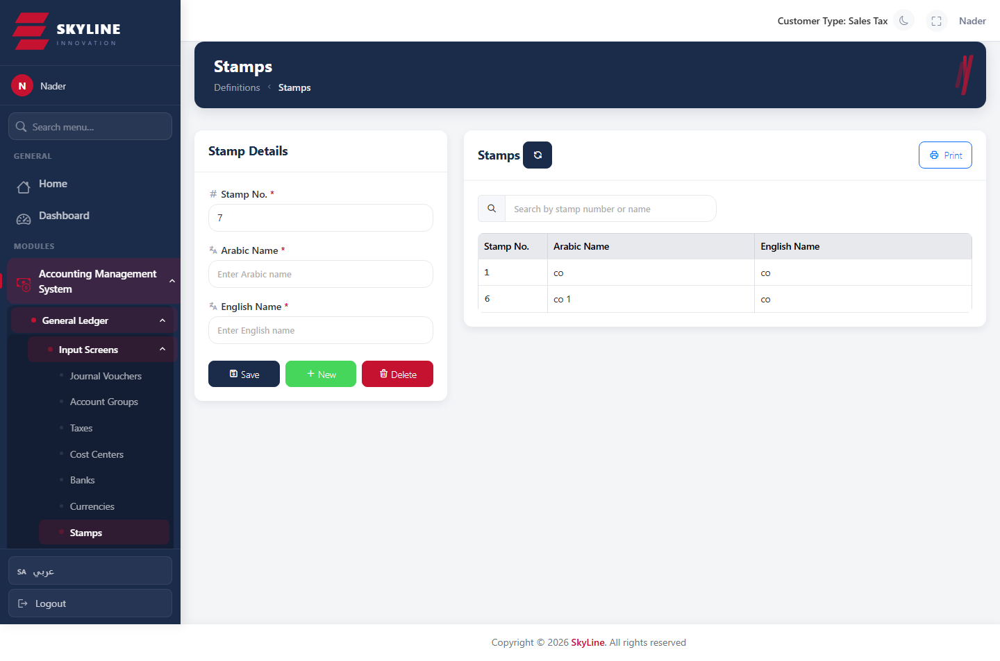 SKYLINE
INNOVATION
N Nader
Search menu...
GENERAL
Home
Dashboard
MODULES
Accounting Management
System
General Ledger
Input Screens
Journal Vouchers
Account Groups
Taxes
Cost Centers
Banks
Currencies
Stamps
SA عربي
Logout
Customer Type: Sales Tax
Nader
Stamps
Definitions < Stamps
Stamp Details
# Stamp No. *
7
Arabic Name *
Enter Arabic name
English Name *
Enter English name
Save
+ New
Delete
Stamps
Print
Search by stamp number or name
Stamp No. Arabic Name English Name
1 co co
6 co 1 co
Copyright © 2026 SkyLine. All rights reserved